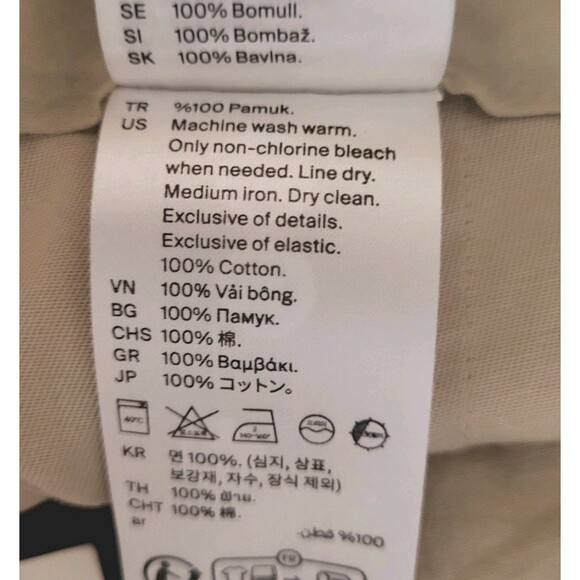 SE 100% Bomull.
SI 100% Bombaž.
SK 100% Bavlna.
TR %100 Pamuk.
US Machine wash warm.
Only non-chlorine bleach
when needed. Line dry.
Medium iron. Dry clean.
Exclusive of details.
Exclusive of elastic.
100% Cotton.
VN 100% Vải bông.
BG 100% Памук.
CHS 100% 棉.
GR 100% Βαμβάκι.
JP 100% コットン。
40°C
KR 면 100%, (심지, 상표,
보강재, 자수, 장식 제외)
TH 100% ฝ้าย.
CHT 100% 棉.
ar %100 قطن.
FR